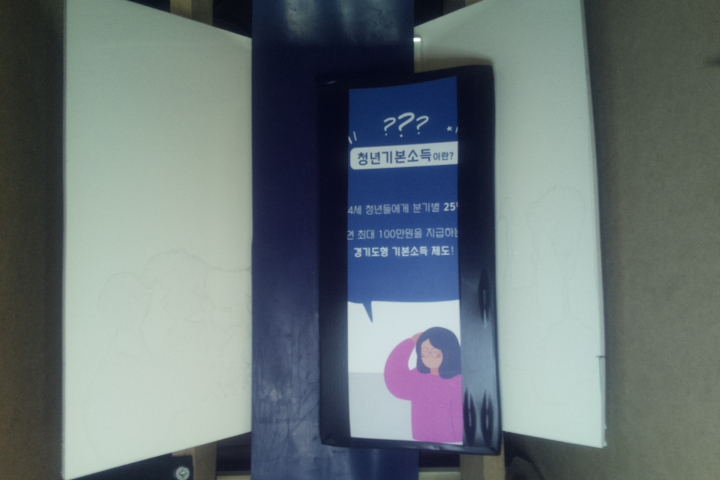 ???
청년기본소득이란?
4세 청년들에게 분기별 25
최대 100만원을 지급하는
경기도형 기본소득 제도!